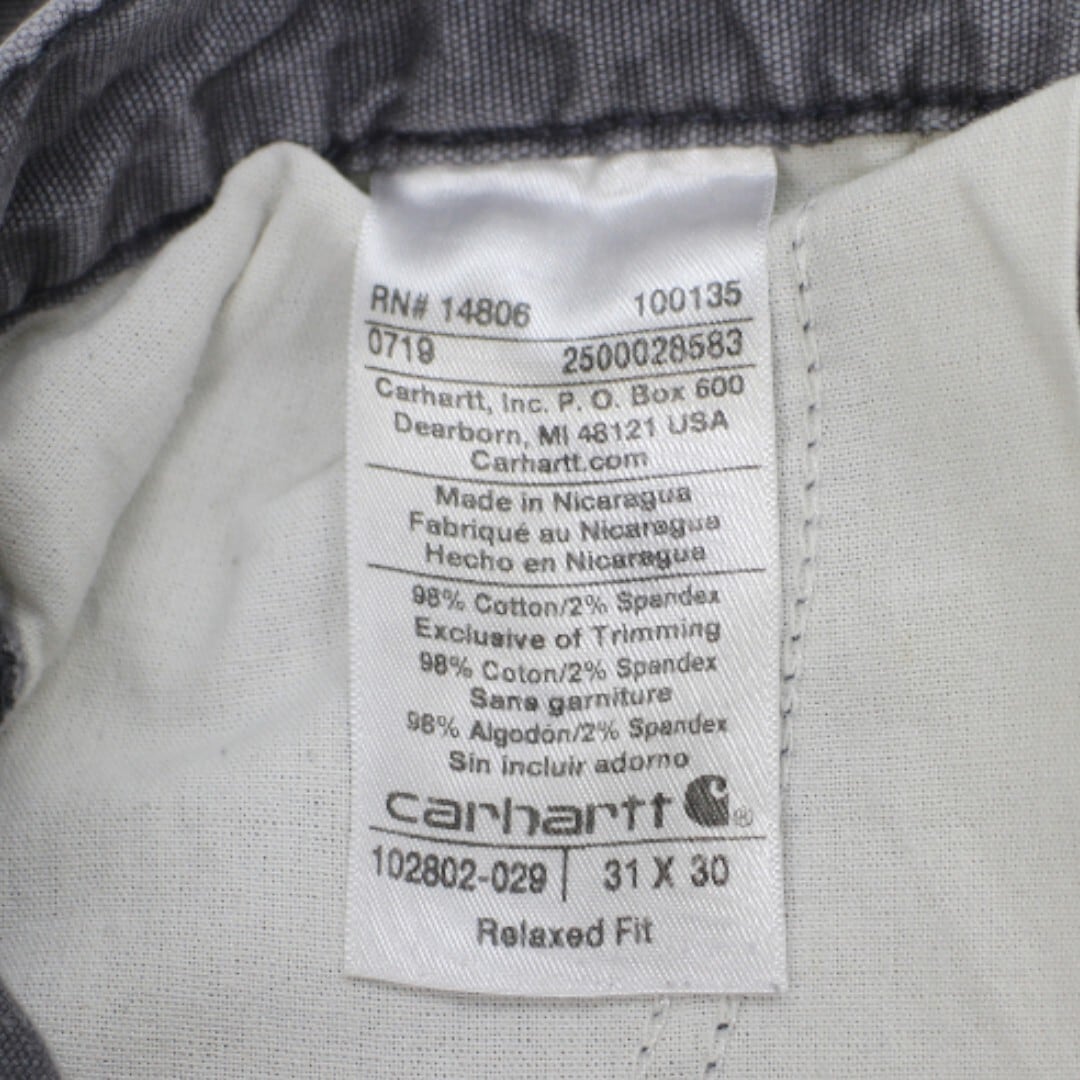 RN# 14806 100135
0719 2500028583
Carhartt, Inc. P. O. Box 600
Dearborn, MI 48121 USA
Carhartt.com
Made in Nicaragua
Fabriqué au Nicaragua
Hecho en Nicaragua
98% Cotton/2% Spandex
Exclusive of Trimming
98% Coton/2% Spandex
Sans garniture
98% Algodón/2% Spandex
Sin incluir adorno
carhartt ®
102802-029 | 31 X 30
Relaxed Fit